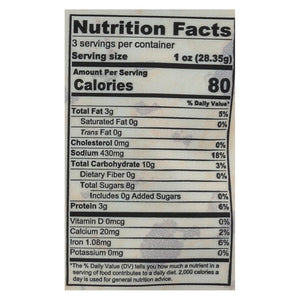 Nutrition Facts
3 servings per container
Serving size 1 oz (28.35g)
Amount Per Serving
Calories 80
% Daily Value*
Total Fat 3g 5%
Saturated Fat 0g
Trans Fat 0g
Cholesterol 0mg 0%
Sodium 430mg 18%
Total Carbohydrate 10g 3%
Dietary Fiber 0g 0%
Total Sugars 8g
Includes 0g Added Sugars 0%
Protein 3g 6%
Vitamin D 0mcg 0%
Calcium 20mg 2%
Iron 1.08mg 6%
Potassium 0mg 0%
*The % Daily Value (DV) tells you how much a nutrient in a
serving of food contributes to a daily diet. 2,000 calories a
day is used for general nutrition advice.